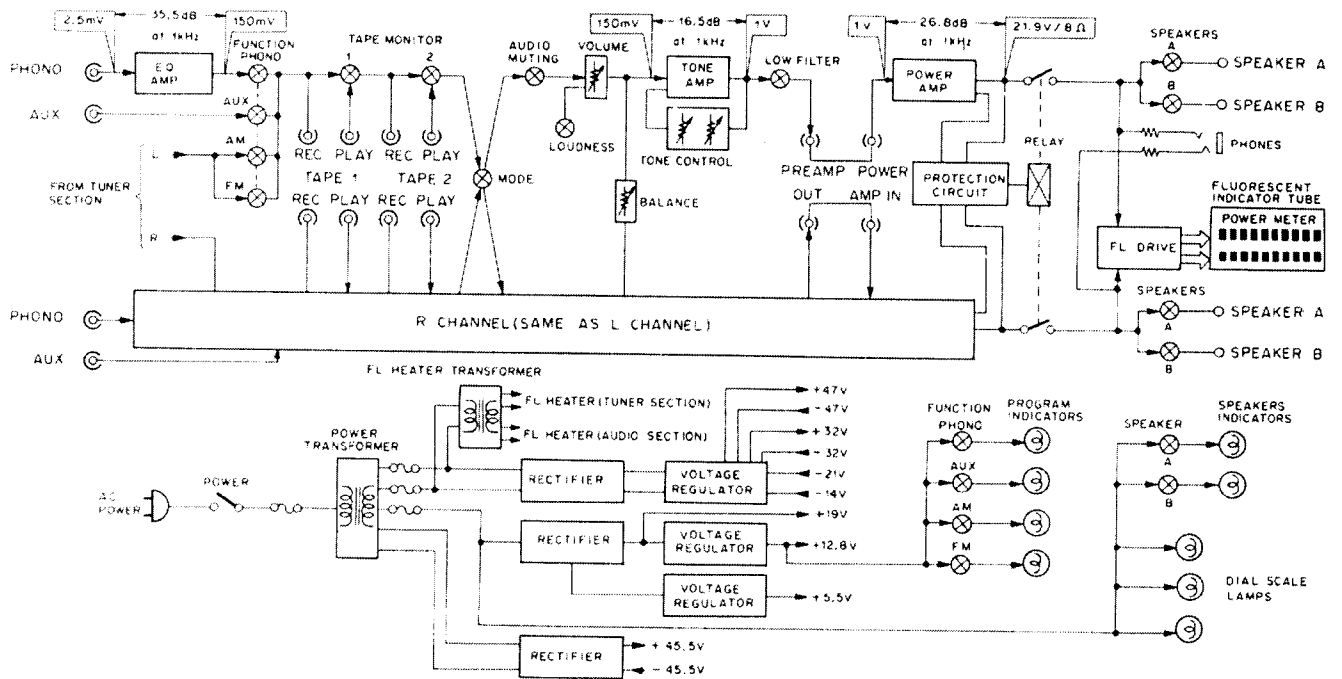 2.5mV
35.5dB
at 1kHz
150mV
FUNCTION
PHONO
PHONO
EQ
AMP
AUX
AUX
AM
L
FM
FROM TUNER
SECTION
R
TAPE MONITOR
1
2
REC PLAY
TAPE 1
REC PLAY
REC PLAY
TAPE 2
REC PLAY
MODE
AUDIO
MUTING
VOLUME
LOUDNESS
150mV
16.5dB
at 1kHz
1V
TONE
AMP
TONE CONTROL
BALANCE
LOW FILTER
PREAMP
OUT
POWER
AMP IN
1V
26.8dB
at 1kHz
21.9V/8Ω
POWER
AMP
PROTECTION
CIRCUIT
RELAY
SPEAKERS
A
SPEAKER A
B
SPEAKER B
PHONES
FLUORESCENT
INDICATOR TUBE
POWER METER
FL DRIVE
PHONO
AUX
R CHANNEL(SAME AS L CHANNEL)
SPEAKERS
A
SPEAKER A
B
SPEAKER B
FL HEATER TRANSFORMER
FL HEATER(TUNER SECTION)
FL HEATER(AUDIO SECTION)
POWER
TRANSFORMER
AC
POWER
POWER
RECTIFIER
VOLTAGE
REGULATOR
+47V
-47V
+32V
-32V
-21V
-14V
RECTIFIER
+19V
VOLTAGE
REGULATOR
+12.8V
VOLTAGE
REGULATOR
+5.5V
RECTIFIER
+45.5V
-45.5V
FUNCTION
PHONO
AUX
AM
FM
PROGRAM
INDICATORS
SPEAKER
A
B
SPEAKERS
INDICATORS
DIAL SCALE
LAMPS